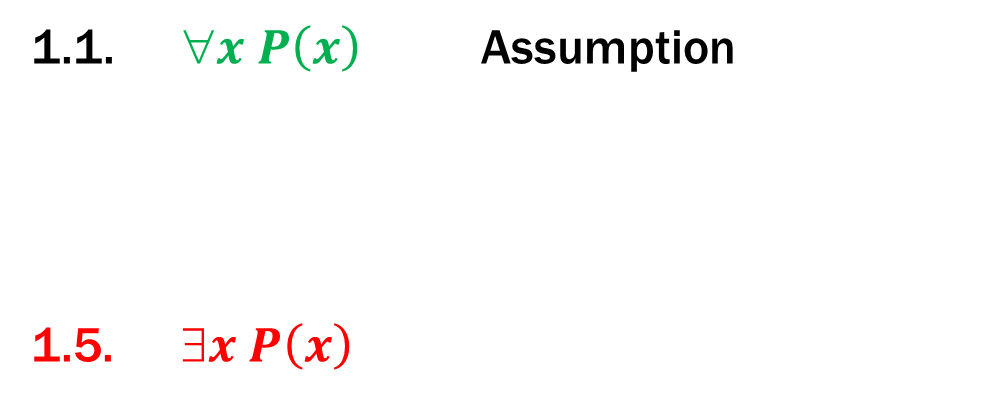 1.1. ∀x P(x) Assumption
1.5. ∃x P(x)